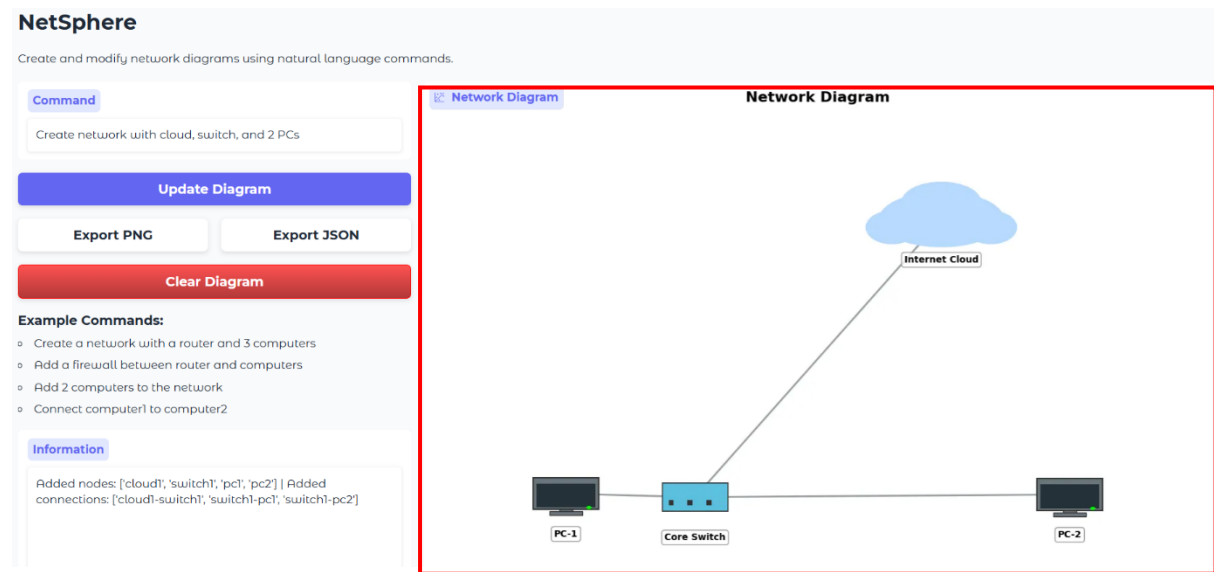 NetSphere
Create and modify network diagrams using natural language commands.
Command
Create network with cloud, switch, and 2 PCs
Update Diagram
Export PNG
Export JSON
Clear Diagram
Example Commands:
Create a network with a router and 3 computers
Add a firewall between router and computers
Add 2 computers to the network
Connect computer1 to computer2
Information
Added nodes: ['cloud1', 'switch1', 'pc1', 'pc2'] | Added
connections: ['cloud1-switch1', 'switch1-pc1', 'switch1-pc2']
Network Diagram
Network Diagram
Internet Cloud
PC-1
Core Switch
PC-2